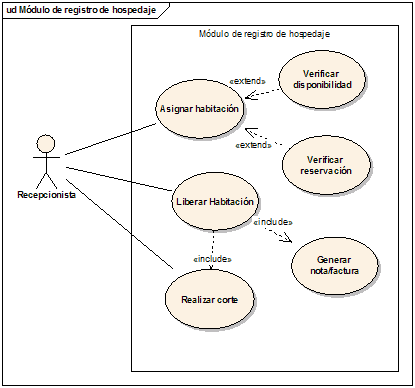 ud Módulo de registro de hospedaje
Módulo de registro de hospedaje
Verificar
disponibilidad
«extend»
Asignar habitación
«extend»
Verificar
reservación
Recepcionista
Liberar Habitación
«include»
Generar
nota/factura
«include»
Realizar corte